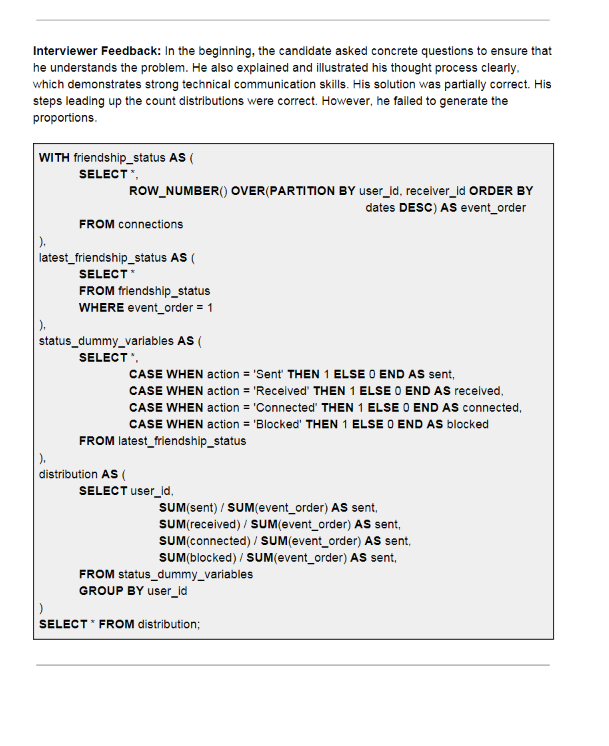 Interviewer Feedback: In the beginning, the candidate asked concrete questions to ensure that
he understands the problem. He also explained and illustrated his thought process clearly,
which demonstrates strong technical communication skills. His solution was partially correct. His
steps leading up the count distributions were correct. However, he failed to generate the
proportions.
WITH friendship_status AS (
SELECT *,
ROW_NUMBER() OVER(PARTITION BY user_id, receiver_id ORDER BY
dates DESC) AS event_order
FROM connections
),
latest_friendship_status AS (
SELECT *
FROM friendship_status
WHERE event_order = 1
),
status_dummy_variables AS (
SELECT *,
CASE WHEN action = 'Sent' THEN 1 ELSE 0 END AS sent,
CASE WHEN action = 'Received' THEN 1 ELSE 0 END AS received,
CASE WHEN action = 'Connected' THEN 1 ELSE 0 END AS connected,
CASE WHEN action = 'Blocked' THEN 1 ELSE 0 END AS blocked
FROM latest_friendship_status
),
distribution AS (
SELECT user_id,
SUM(sent) / SUM(event_order) AS sent,
SUM(received) / SUM(event_order) AS sent,
SUM(connected) / SUM(event_order) AS sent,
SUM(blocked) / SUM(event_order) AS sent,
FROM status_dummy_variables
GROUP BY user_id
)
SELECT * FROM distribution;